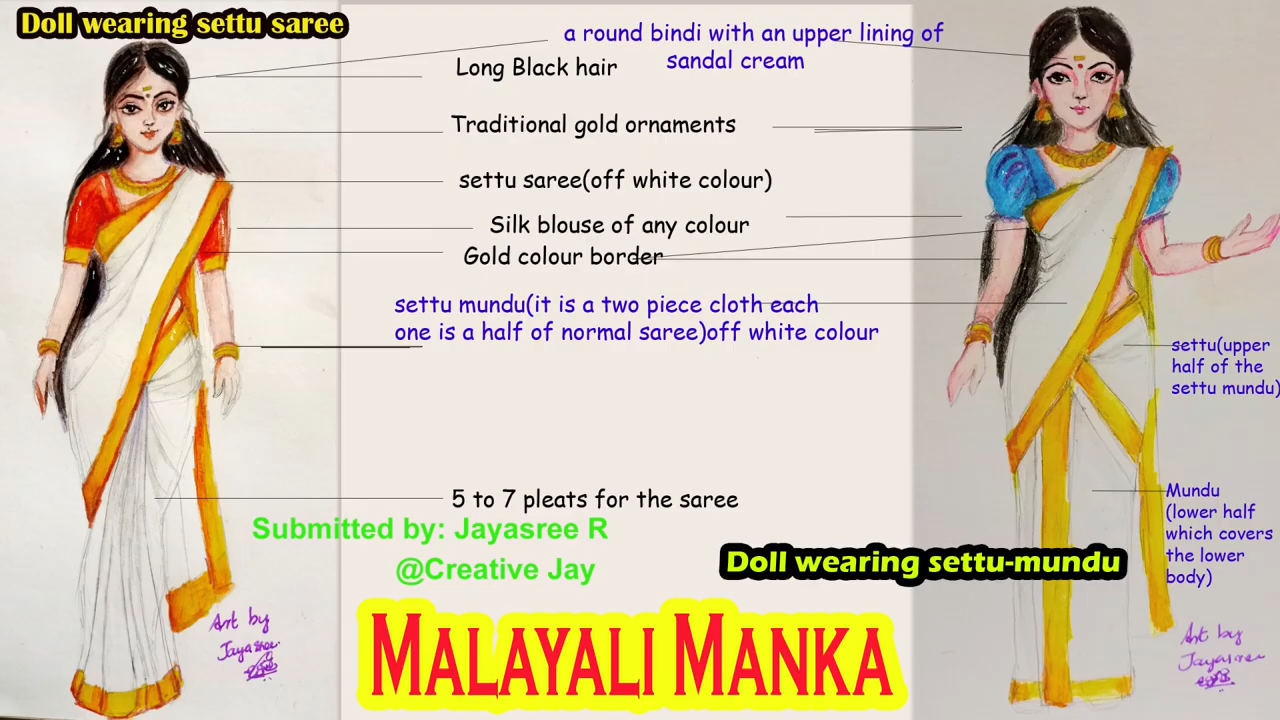 Doll wearing settu saree
a round bindi with an upper lining of
sandal cream
Long Black hair
Traditional gold ornaments
settu saree(off white colour)
Silk blouse of any colour
Gold colour border
settu mundu(it is a two piece cloth each
one is a half of normal saree)off white colour
settu(upper
half of the
settu mundu)
5 to 7 pleats for the saree
Mundu
(lower half
which covers
the lower
body)
Submitted by: Jayasree R
@Creative Jay
Doll wearing settu-mundu
MALAYALI MANKA
Art by
Jayasree
Art by
Jayasree